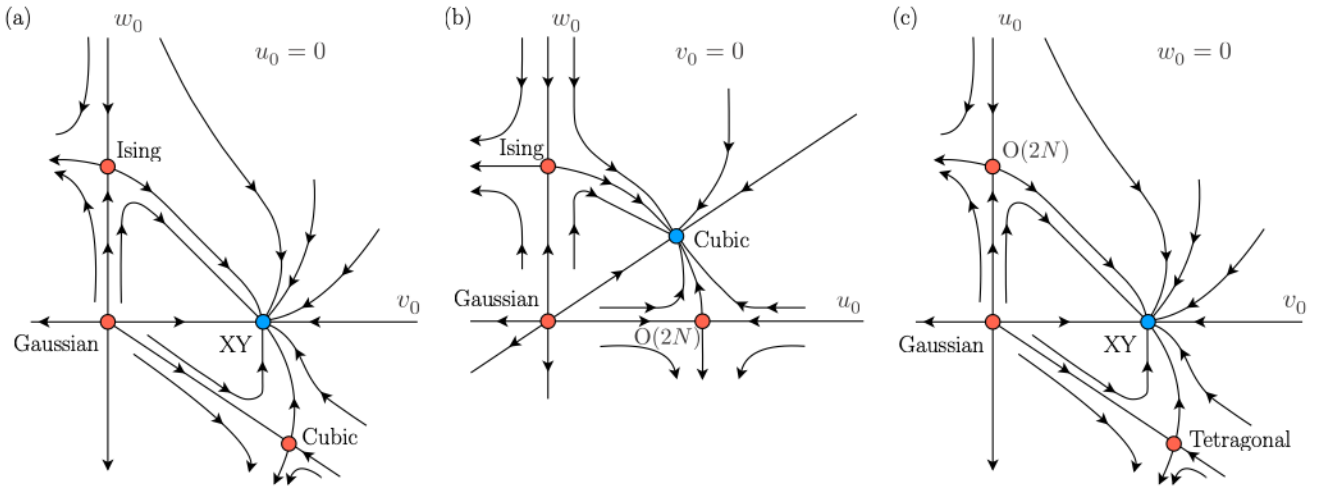 (a)
w₀
u₀ = 0
Ising
v₀
Gaussian
XY
Cubic
(b)
w₀
v₀ = 0
Ising
Cubic
Gaussian
u₀
O(2N)
(c)
u₀
w₀ = 0
O(2N)
v₀
Gaussian
XY
Tetragonal